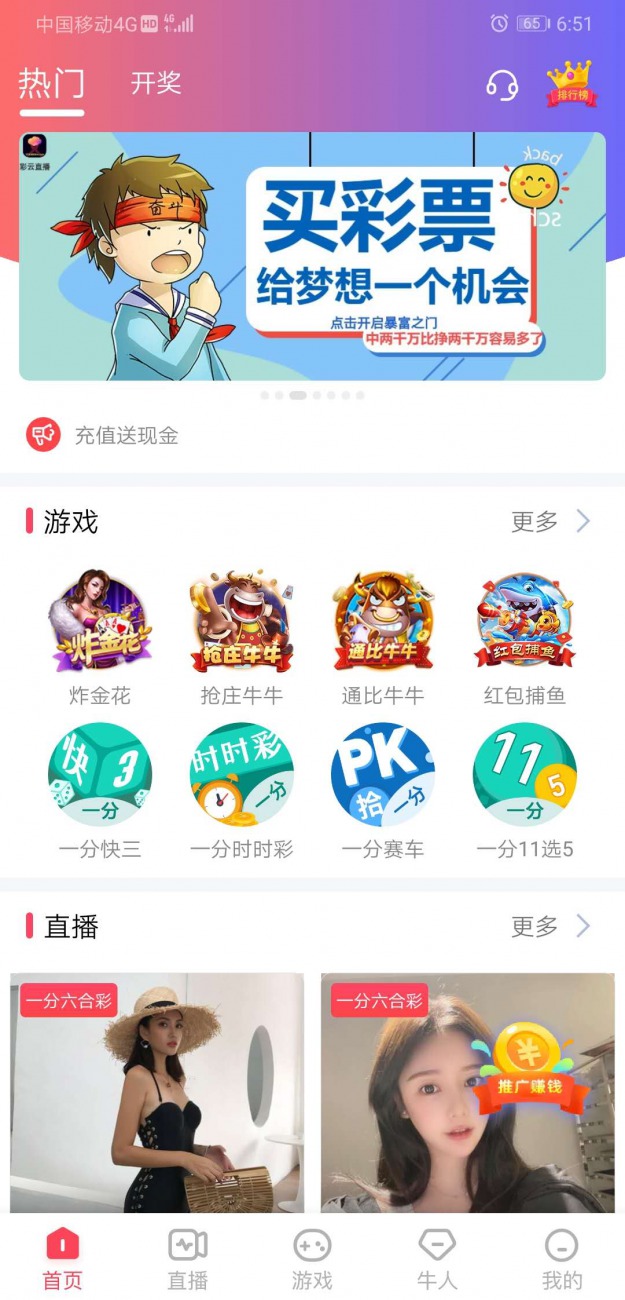 中国移动4G HD 4G 65 6:51
热门 开奖 排行榜
彩云直播
back
sch
奋斗
买彩票
给梦想一个机会
点击开启暴富之门
中两千万比挣两千万容易多了
充值送现金
游戏 更多
炸金花 抢庄牛牛 通比牛牛 红包捕鱼
炸金花 抢庄牛牛 通比牛牛 红包捕鱼
快3 一分 时时彩 一分 PK 拾 一分 11 5 一分
一分快三 一分时时彩 一分赛车 一分11选5
直播 更多
一分六合彩 一分六合彩
¥
推广赚钱
首页 直播 游戏 牛人 我的